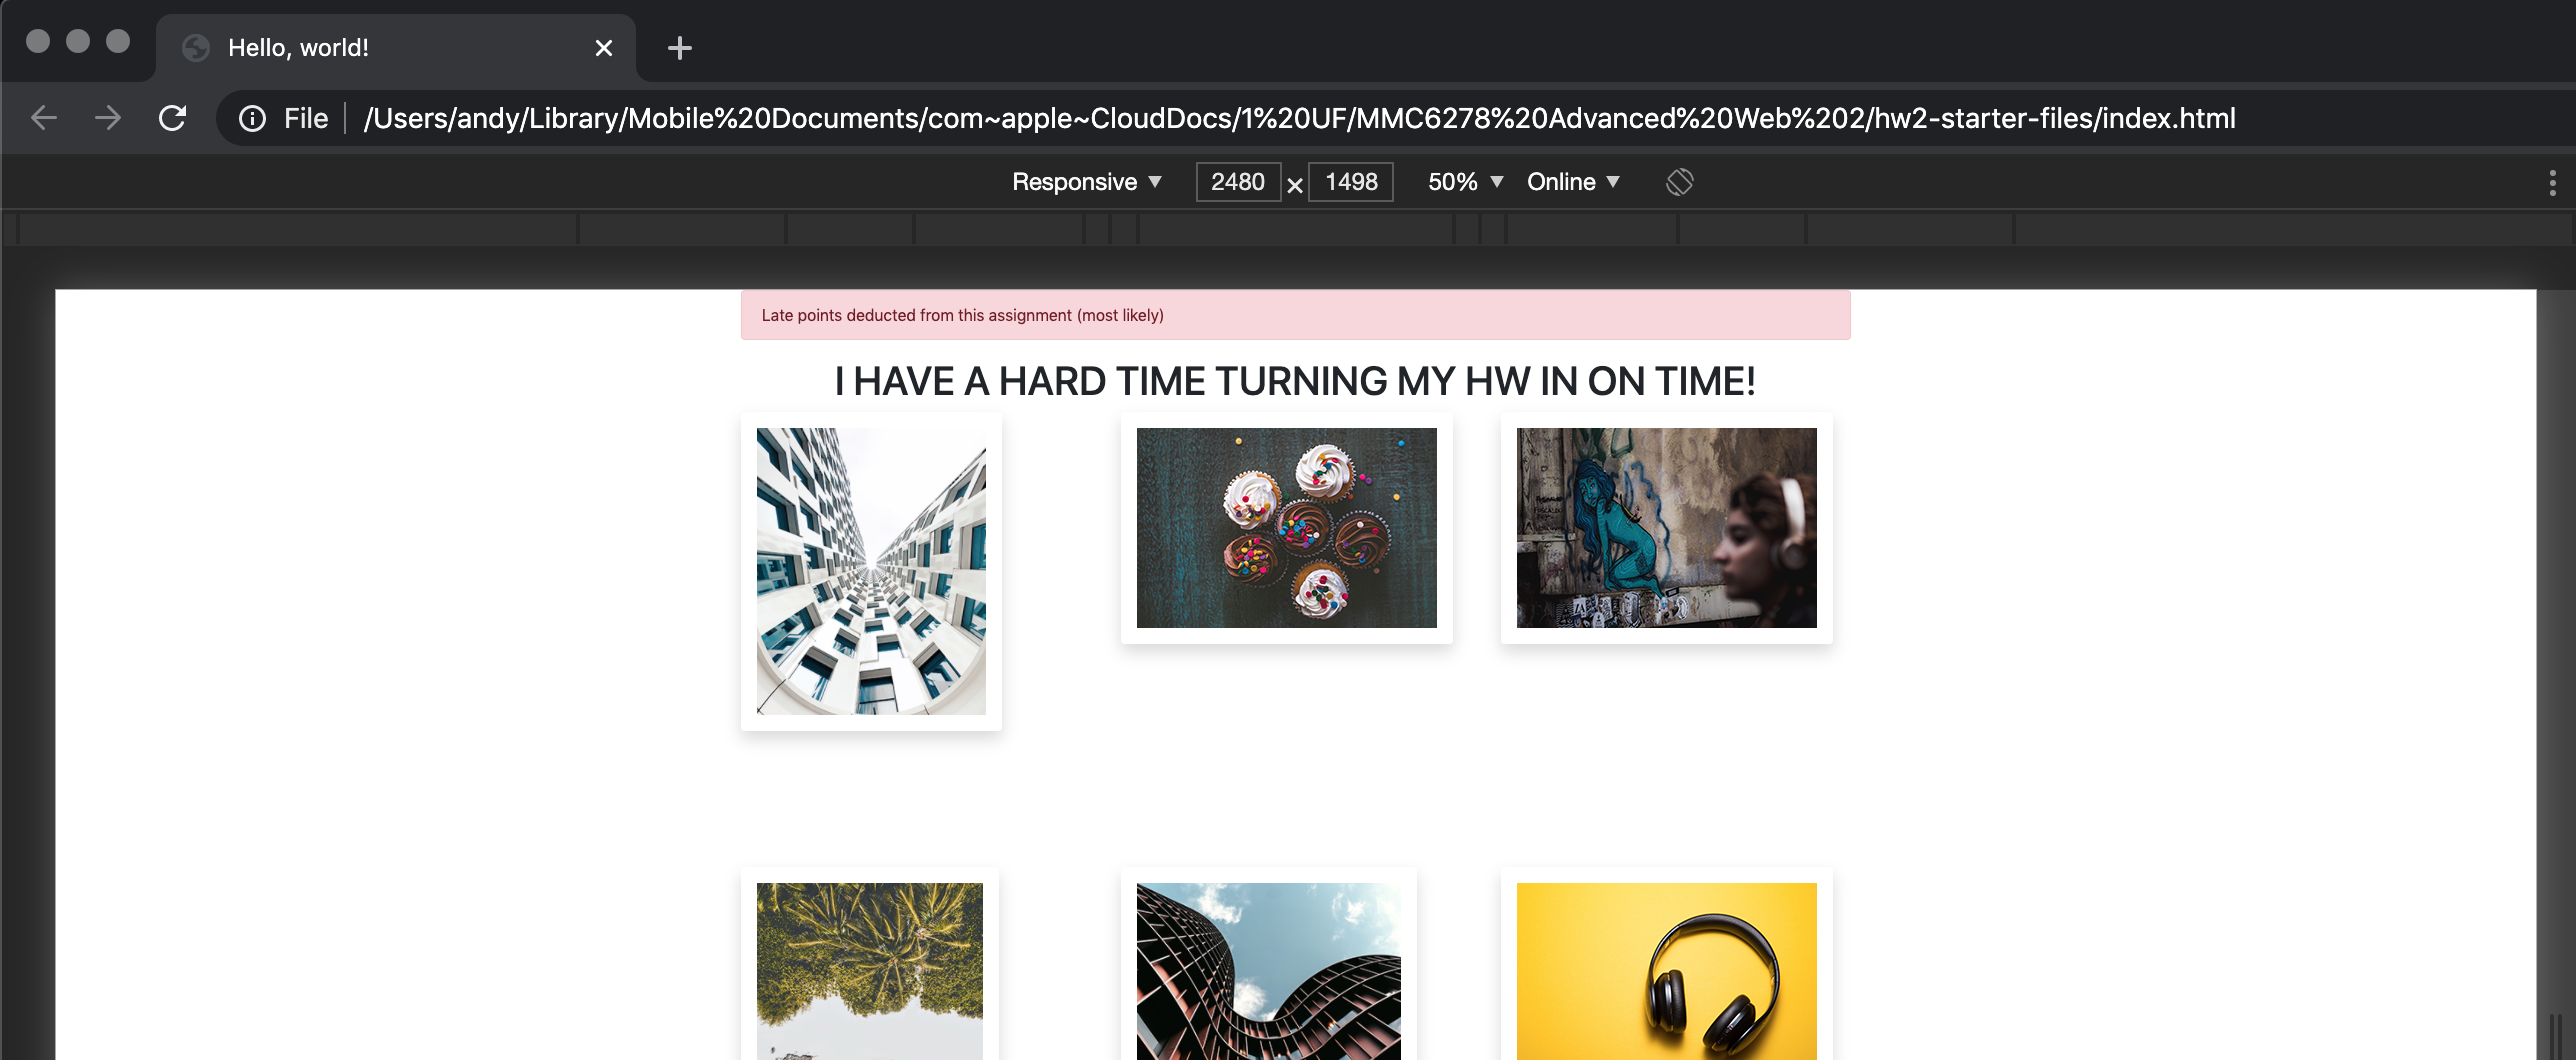 Hello, world!
File /Users/andy/Library/Mobile%20Documents/com~apple~CloudDocs/1%20UF/MMC6278%20Advanced%20Web%202/hw2-starter-files/index.html
Responsive 2480 × 1498 50% Online
Late points deducted from this assignment (most likely)
I HAVE A HARD TIME TURNING MY HW IN ON TIME!